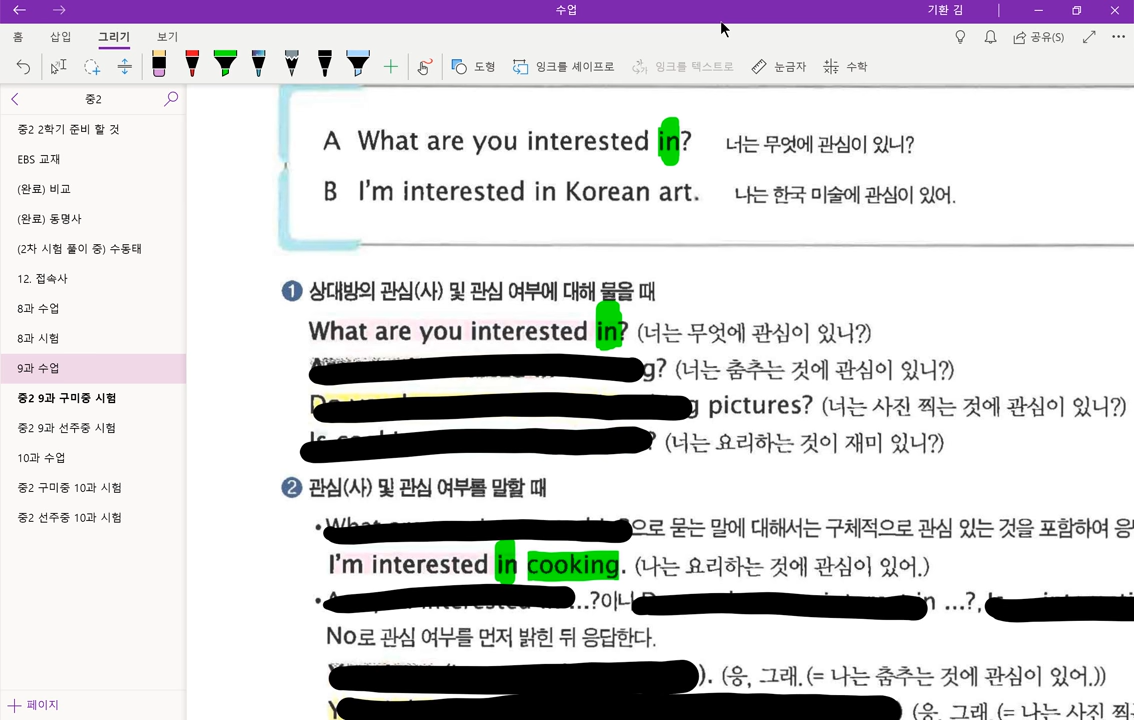 수업
기환 김
홈 삽입 그리기 보기
공유(S)
도형 잉크를 셰이프로 잉크를 텍스트로 눈금자 수학
중2
중2 2학기 준비 할 것
EBS 교재
(완료) 비교
(완료) 동명사
(2차 시험 풀이 중) 수동태
12. 접속사
8과 수업
8과 시험
9과 수업
중2 9과 구미중 시험
중2 9과 선주중 시험
10과 수업
중2 구미중 10과 시험
중2 선주중 10과 시험
페이지
A What are you interested in? 너는 무엇에 관심이 있니?
B I'm interested in Korean art. 나는 한국 미술에 관심이 있어.
1 상대방의 관심(사) 및 관심 여부에 대해 물을 때
What are you interested in? (너는 무엇에 관심이 있니?)
g? (너는 춤추는 것에 관심이 있니?)
pictures? (너는 사진 찍는 것에 관심이 있니?)
? (너는 요리하는 것이 재미 있니?)
2 관심(사) 및 관심 여부를 말할 때
•으로 묻는 말에 대해서는 구체적으로 관심 있는 것을 포함하여 응
I'm interested in cooking. (나는 요리하는 것에 관심이 있어.)
• ...?이나 in ...?,
No로 관심 여부를 먼저 밝힌 뒤 응답한다.
). (응, 그래. (= 나는 춤추는 것에 관심이 있어.))
(응, 그래. (= 나는 사진